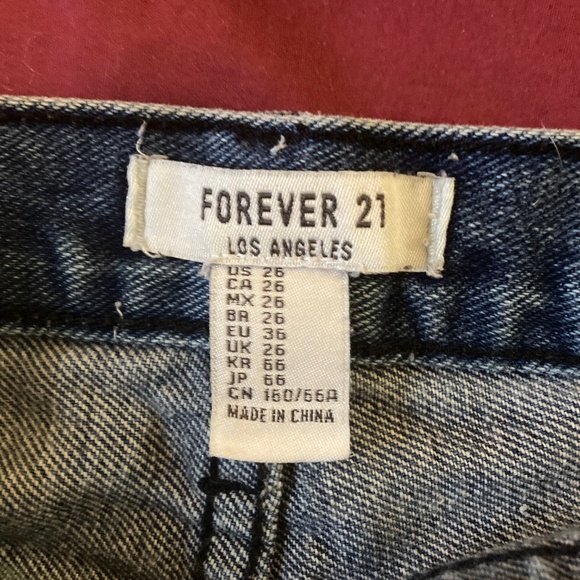 FOREVER 21
LOS ANGELES
US 26
CA 26
MX 26
BR 26
EU 36
UK 26
KR 66
JP 66
CN 160/66A
MADE IN CHINA